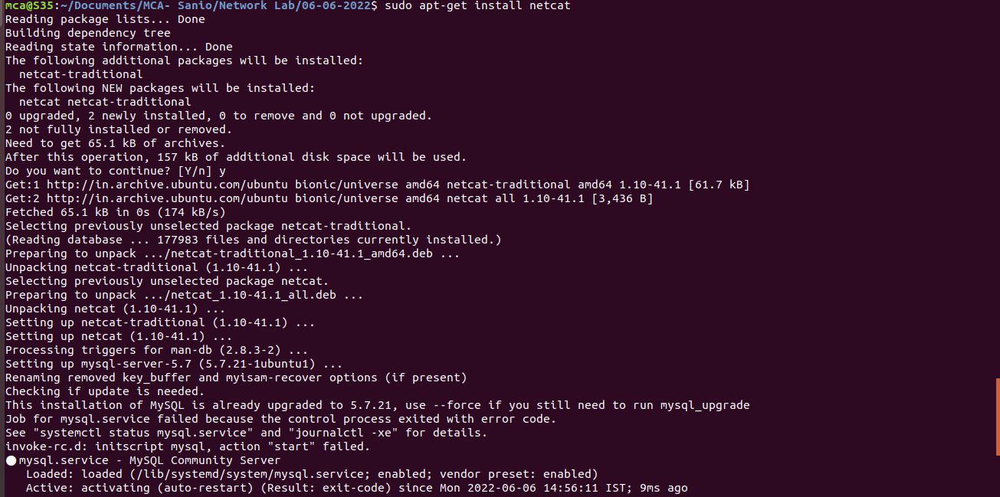 mca@S35:~/Documents/MCA- Sanio/Network Lab/06-06-2022$ sudo apt-get install netcat
Reading package lists... Done
Building dependency tree
Reading state information... Done
The following additional packages will be installed:
  netcat-traditional
The following NEW packages will be installed:
  netcat netcat-traditional
0 upgraded, 2 newly installed, 0 to remove and 0 not upgraded.
2 not fully installed or removed.
Need to get 65.1 kB of archives.
After this operation, 157 kB of additional disk space will be used.
Do you want to continue? [Y/n] y
Get:1 http://in.archive.ubuntu.com/ubuntu bionic/universe amd64 netcat-traditional amd64 1.10-41.1 [61.7 kB]
Get:2 http://in.archive.ubuntu.com/ubuntu bionic/universe amd64 netcat all 1.10-41.1 [3,436 B]
Fetched 65.1 kB in 0s (174 kB/s)
Selecting previously unselected package netcat-traditional.
(Reading database ... 177983 files and directories currently installed.)
Preparing to unpack .../netcat-traditional_1.10-41.1_amd64.deb ...
Unpacking netcat-traditional (1.10-41.1) ...
Selecting previously unselected package netcat.
Preparing to unpack .../netcat_1.10-41.1_all.deb ...
Unpacking netcat (1.10-41.1) ...
Setting up netcat-traditional (1.10-41.1) ...
Setting up netcat (1.10-41.1) ...
Processing triggers for man-db (2.8.3-2) ...
Setting up mysql-server-5.7 (5.7.21-1ubuntu1) ...
Renaming removed key_buffer and myisam-recover options (if present)
Checking if update is needed.
This installation of MySQL is already upgraded to 5.7.21, use --force if you still need to run mysql_upgrade
Job for mysql.service failed because the control process exited with error code.
See "systemctl status mysql.service" and "journalctl -xe" for details.
invoke-rc.d: initscript mysql, action "start" failed.
● mysql.service - MySQL Community Server
   Loaded: loaded (/lib/systemd/system/mysql.service; enabled; vendor preset: enabled)
   Active: activating (auto-restart) (Result: exit-code) since Mon 2022-06-06 14:56:11 IST; 9ms ago